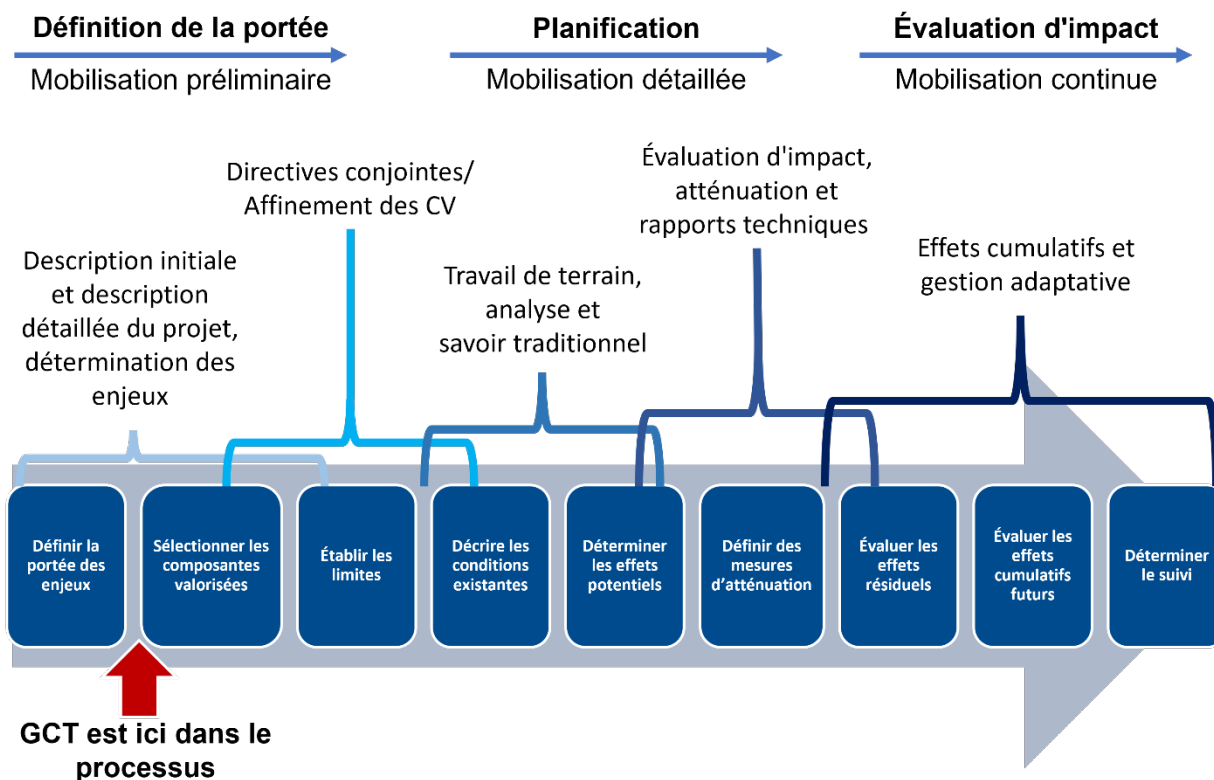 Définition de la portée
Mobilisation préliminaire
Planification
Mobilisation détaillée
Évaluation d'impact
Mobilisation continue
Description initiale
et description
détaillée du projet,
détermination des
enjeux
Directives conjointes/
Affinement des CV
Travail de terrain,
analyse et
savoir traditionnel
Évaluation d'impact,
atténuation et
rapports techniques
Effets cumulatifs et
gestion adaptative
Définir la
portée des
enjeux
Sélectionner les
composantes
valorisées
Établir les
limites
Décrire les
conditions
existantes
Déterminer
les effets
potentiels
Définir des
mesures
d’atténuation
Évaluer les
effets
résiduels
Évaluer les
effets
cumulatifs
futurs
Déterminer
le suivi
GCT est ici dans le
processus